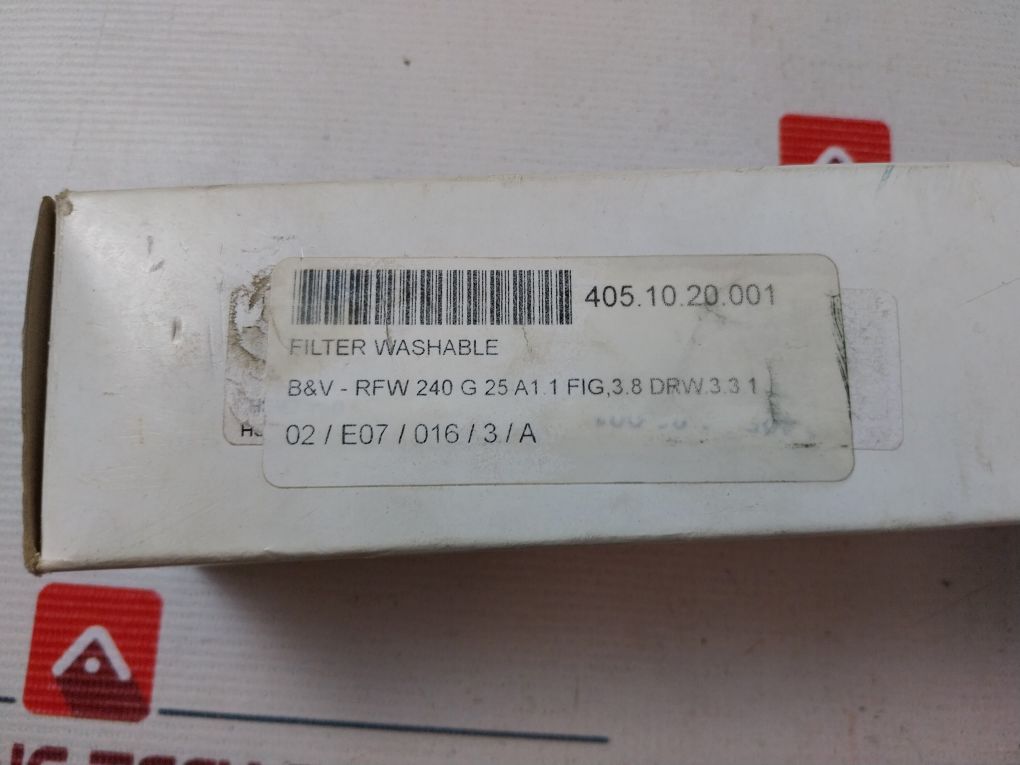 405.10.20.001
FILTER WASHABLE
B&V - RFW 240 G 25 A1.1 FIG,3.8 DRW.3.3 1
02 / E07 / 016 / 3 / A